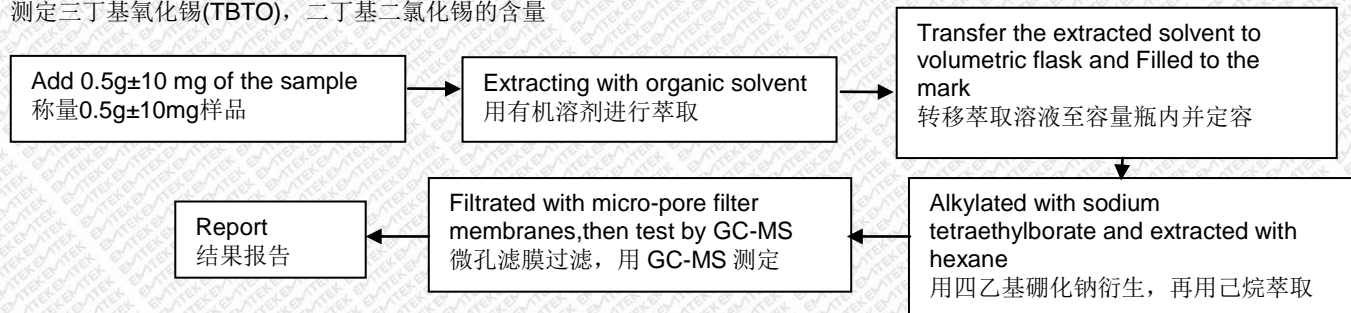 测定三丁基氧化锡(TBTO)，二丁基二氯化锡的含量
Add 0.5g±10 mg of the sample
称量0.5g±10mg样品
Extracting with organic solvent
用有机溶剂进行萃取
Transfer the extracted solvent to
volumetric flask and Filled to the
mark
转移萃取溶液至容量瓶内并定容
Alkylated with sodium
tetraethylborate and extracted with
hexane
用四乙基硼化钠衍生，再用己烷萃取
Filtrated with micro-pore filter
membranes,then test by GC-MS
微孔滤膜过滤，用 GC-MS 测定
Report
结果报告